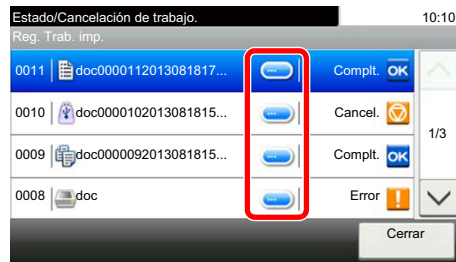 Estado/Cancelación de trabajo. 10:10
Reg. Trab. imp.
0011 doc0000112013081817... Complt. OK
0010 doc0000102013081815... Cancel.
1/3
0009 doc0000092013081815... Complt. OK
0008 doc Error
Cerrar